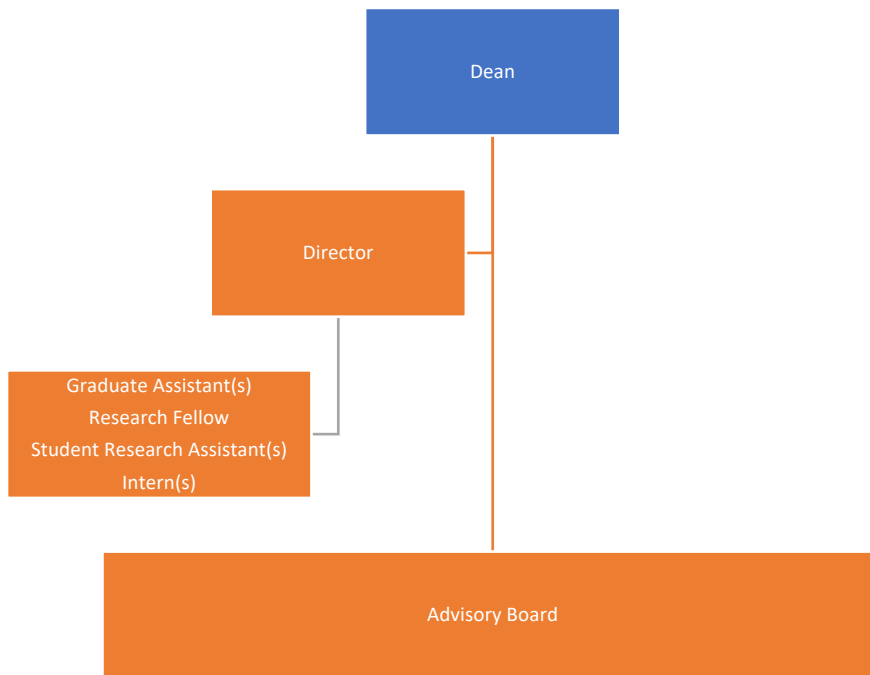 Dean
Director
Graduate Assistant(s)
Research Fellow
Student Research Assistant(s)
Intern(s)
Advisory Board